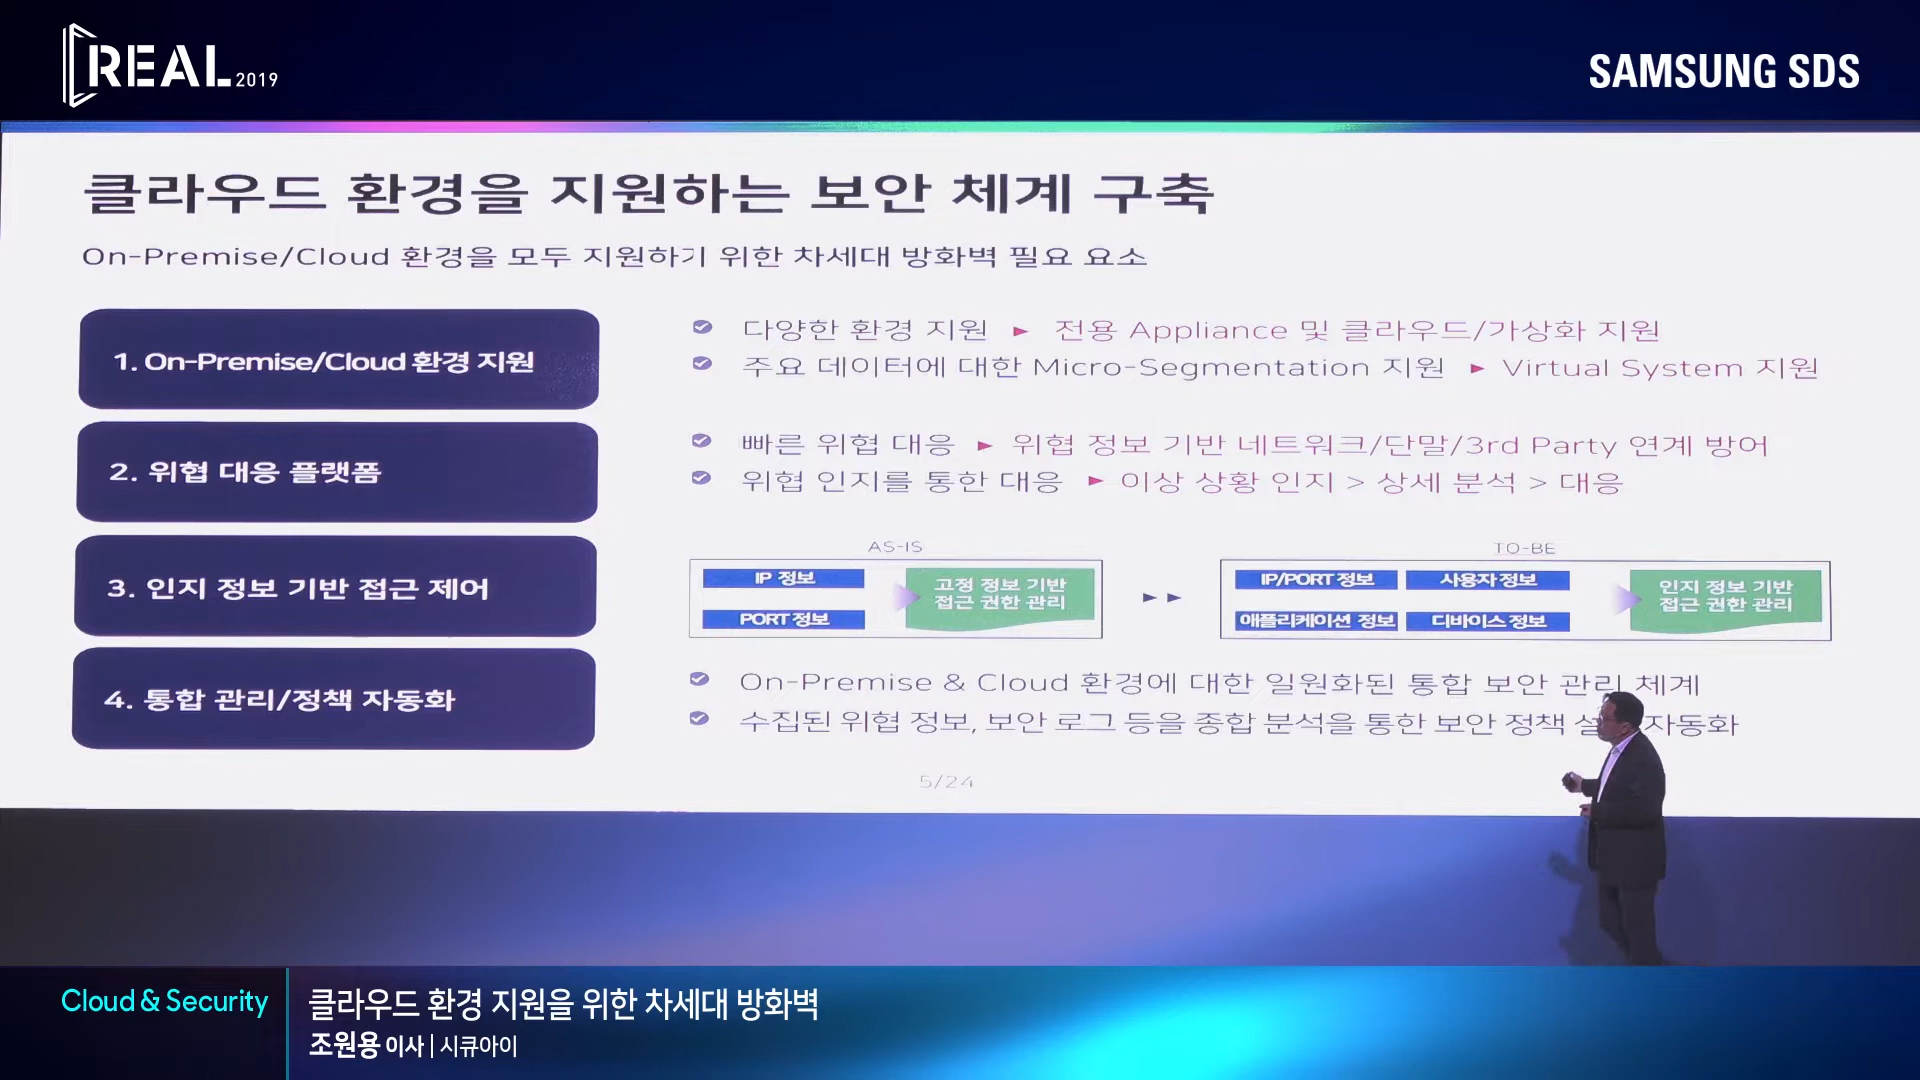 REAL 2019
SAMSUNG SDS
클라우드 환경을 지원하는 보안 체계 구축
On-Premise/Cloud 환경을 모두 지원하기 위한 차세대 방화벽 필요 요소
1. On-Premise/Cloud 환경 지원
다양한 환경 지원 ► 전용 Appliance 및 클라우드/가상화 지원
주요 데이터에 대한 Micro-Segmentation 지원 ► Virtual System 지원
2. 위협 대응 플랫폼
빠른 위협 대응 ► 위협 정보 기반 네트워크/단말/3rd Party 연계 방어
위협 인지를 통한 대응 ► 이상 상황 인지 > 상세 분석 > 대응
3. 인지 정보 기반 접근 제어
AS-IS
IP 정보
PORT 정보
고정 정보 기반
접근 권한 관리
►►
TO-BE
IP/PORT 정보
사용자 정보
애플리케이션 정보
디바이스 정보
인지 정보 기반
접근 권한 관리
4. 통합 관리/정책 자동화
On-Premise & Cloud 환경에 대한 일원화된 통합 보안 관리 체계
수집된 위협 정보, 보안 로그 등을 종합 분석을 통한 보안 정책 자동화
5/24
Cloud & Security
클라우드 환경 지원을 위한 차세대 방화벽
조원용 이사 | 시큐아이